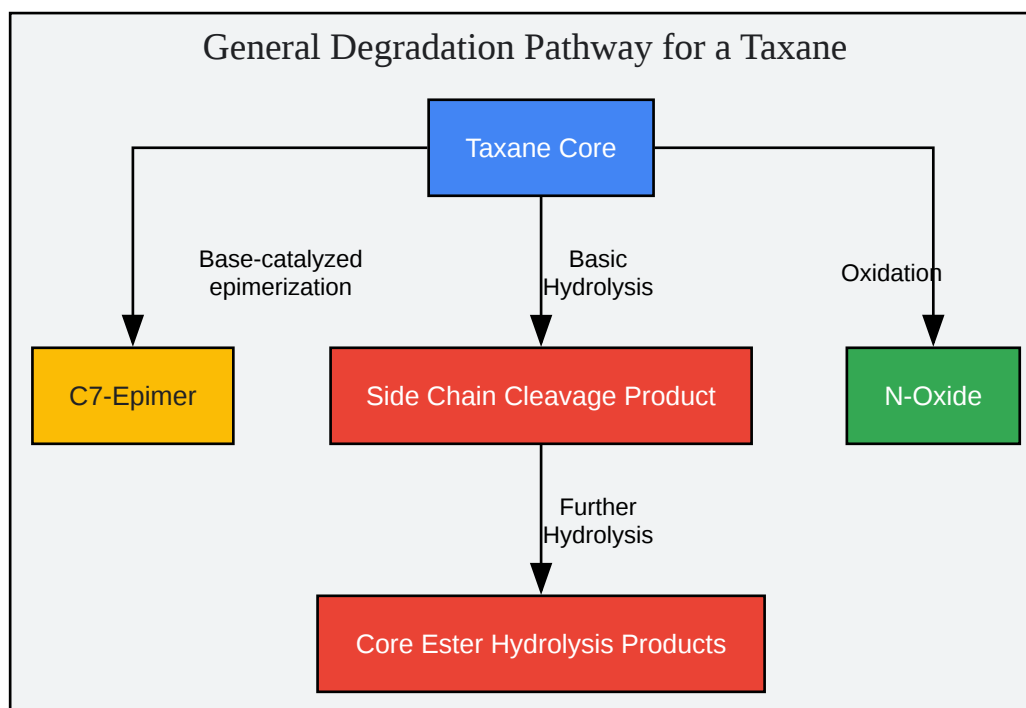 General Degradation Pathway for a Taxane
Taxane Core
Base-catalyzed
epimerization
Basic
Hydrolysis
Oxidation
C7-Epimer
Side Chain Cleavage Product
N-Oxide
Further
Hydrolysis
Core Ester Hydrolysis Products